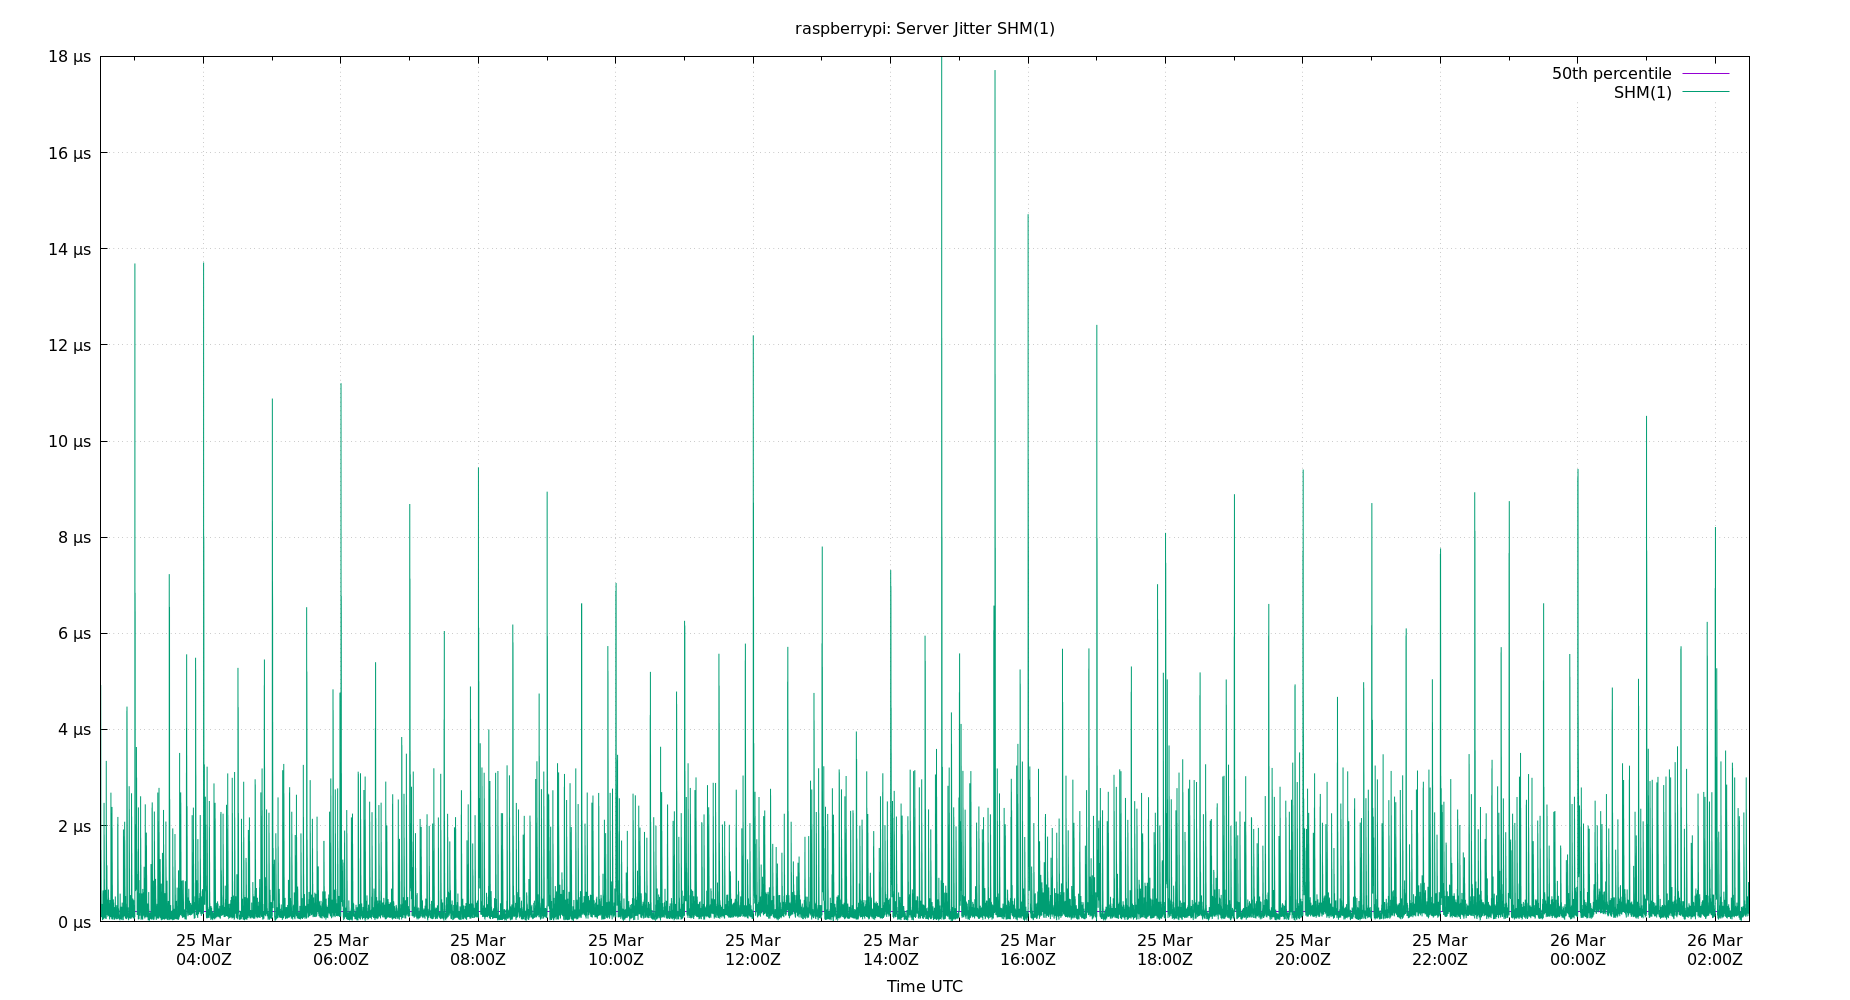 raspberrypi: Server Jitter SHM(1)
18 µs
16 µs
14 µs
12 µs
10 µs
8 µs
6 µs
4 µs
2 µs
0 µs
50th percentile
SHM(1)
25 Mar 25 Mar 25 Mar 25 Mar 25 Mar 25 Mar 25 Mar 25 Mar 25 Mar 25 Mar 26 Mar 26 Mar
04:00Z 06:00Z 08:00Z 10:00Z 12:00Z 14:00Z 16:00Z 18:00Z 20:00Z 22:00Z 00:00Z 02:00Z
Time UTC